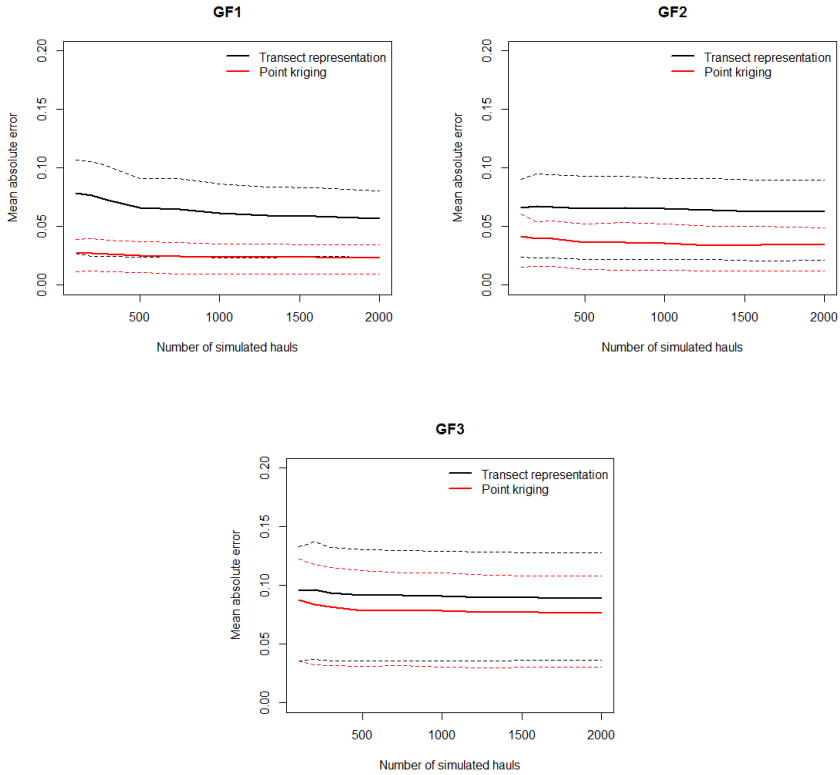 GF1
Transect representation
Point kriging
Mean absolute error
0.00 0.05 0.10 0.15 0.20
500 1000 1500 2000
Number of simulated hauls
GF2
Transect representation
Point kriging
Mean absolute error
0.00 0.05 0.10 0.15 0.20
500 1000 1500 2000
Number of simulated hauls
GF3
Transect representation
Point kriging
Mean absolute error
0.00 0.05 0.10 0.15 0.20
500 1000 1500 2000
Number of simulated hauls